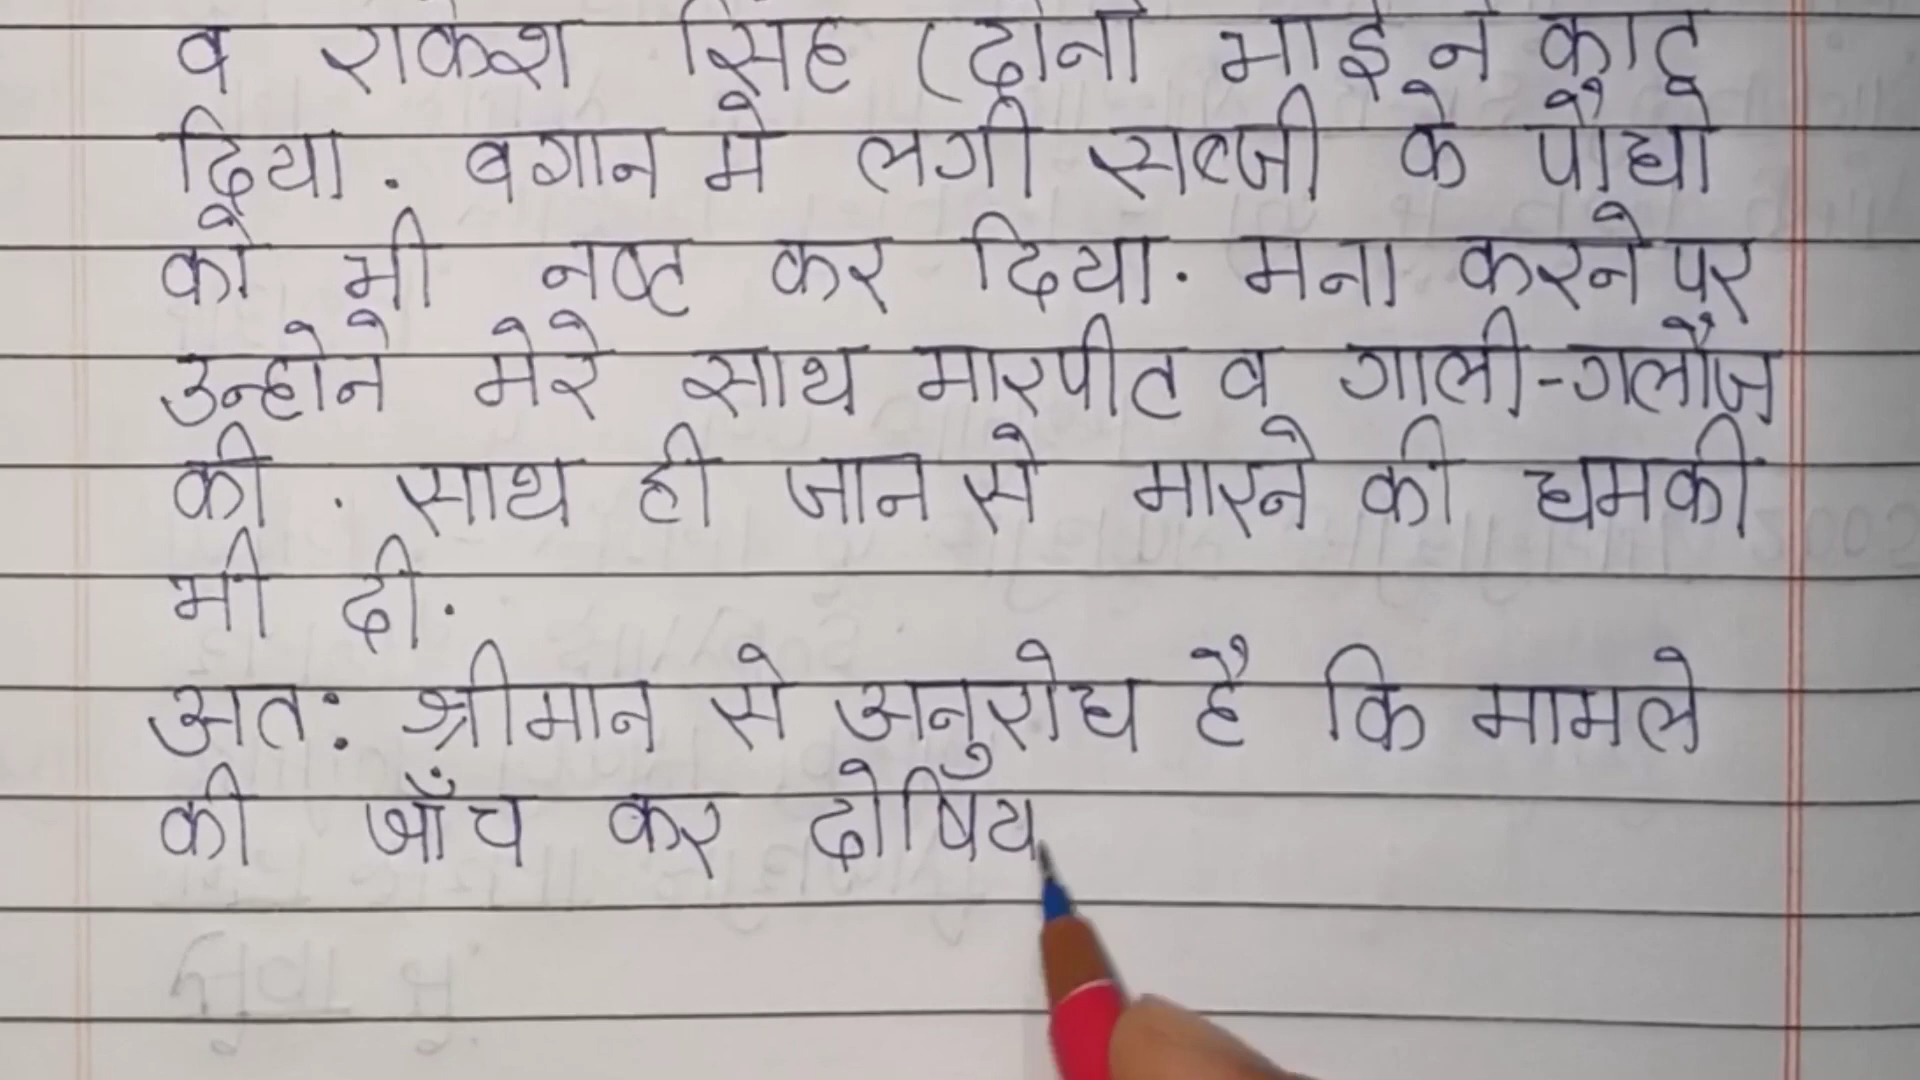 व राकेश सिंह (दोनो भाई ने काट
दिया. बगान मे लगी सब्जी के पौधो
को भी नष्ट कर दिया. मना करने पर
उन्होने मेरे साथ मारपीट व गाली-गलौज
की . साथ ही जान से मारने की धमकी
भी दी.
अत: श्रीमान से अनुरोध है कि मामले
की जाँच कर दोषिय